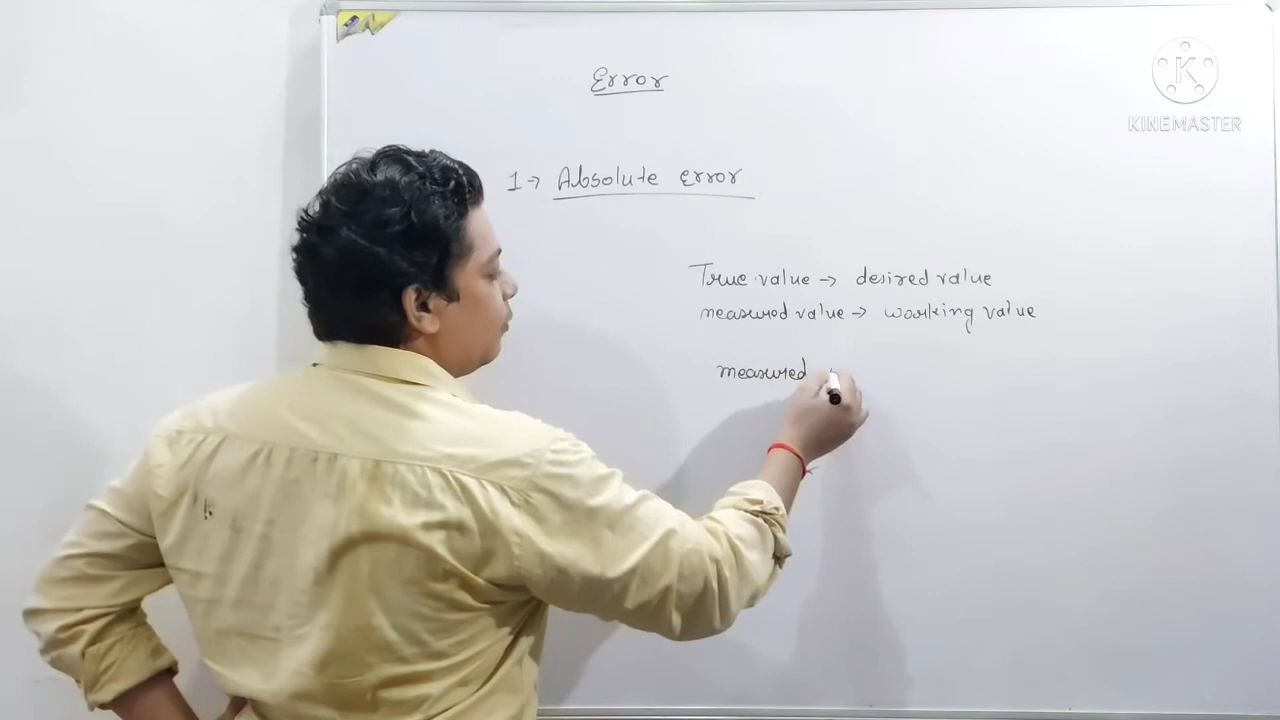 Error
1→ Absolute error
True value → desired value
measured value → working value
measured
K
KINEMASTER